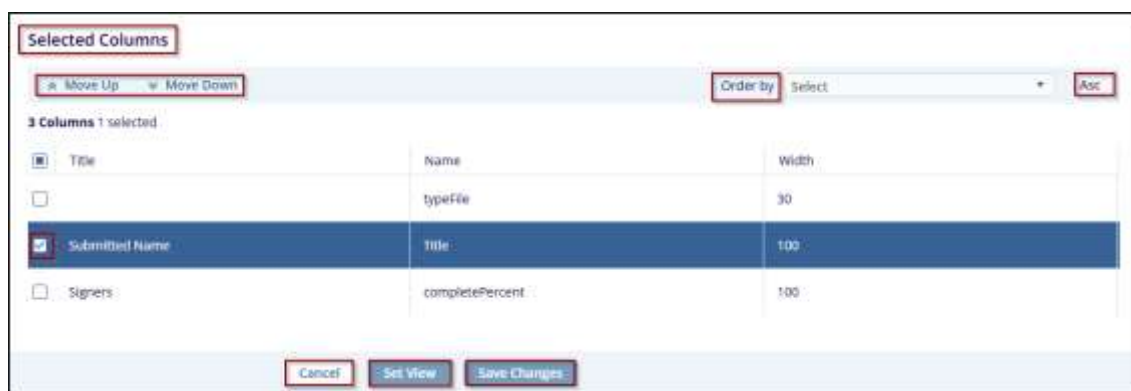 Selected Columns
Move Up Move Down Order by Select Asc
3 Columns 1 selected
Title Name Width
typeFile 30
Submitted Name Title 100
Signers completePercent 100
Cancel Set View Save Changes